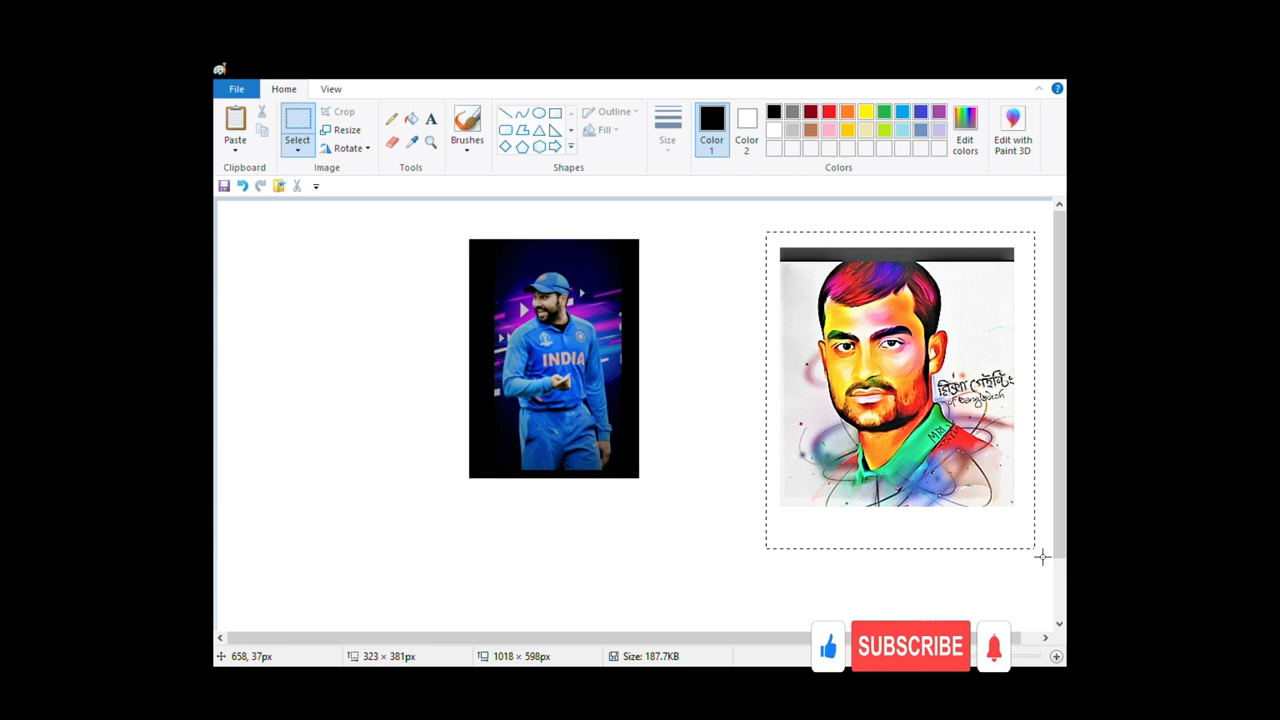 File Home View
Paste
Select
Crop
Resize
Rotate
Brushes
Outline
Fill
Size
Color 1
Color 2
Edit colors
Edit with Paint 3D
Clipboard Image Tools Shapes Colors
INDIA
of bangladesh
658, 37px 323 × 381px 1018 × 598px Size: 187.7KB
SUBSCRIBE